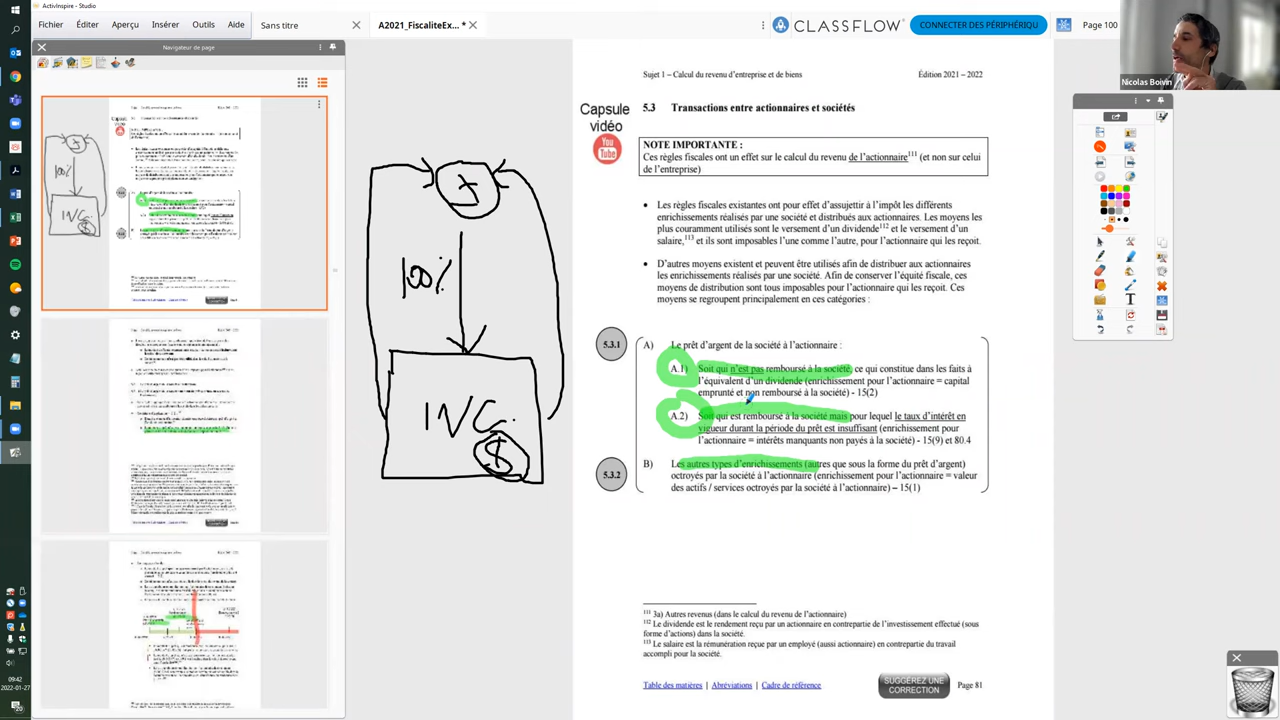 ActivInspire - Studio
Fichier Éditer Aperçu Insérer Outils Aide
Sans titre
A2021_FiscaliteEx... *
CLASSFLOW
CONNECTER DES PÉRIPHÉRIQU
Page 100
Nicolas Boivin
Navigateur de page
Sujet 1 – Calcul du revenu d'entreprise et de biens
Édition 2021 – 2022
Capsule
vidéo
You
Tube
5.3 Transactions entre actionnaires et sociétés
NOTE IMPORTANTE :
Ces règles fiscales ont un effet sur le calcul du revenu de l'actionnaire111 (et non sur celui
de l'entreprise)
• Les règles fiscales existantes ont pour effet d'assujettir à l'impôt les différents
enrichissements réalisés par une société et distribués aux actionnaires. Les moyens les
plus couramment utilisés sont le versement d'un dividende112 et le versement d'un
salaire,113 et ils sont imposables l'une comme l'autre, pour l'actionnaire qui les reçoit.
• D'autres moyens existent et peuvent être utilisés afin de distribuer aux actionnaires
les enrichissements réalisés par une société. Afin de conserver l'équité fiscale, ces
moyens de distribution sont tous imposables pour l'actionnaire qui les reçoit. Ces
moyens se regroupent principalement en ces catégories :
5.3.1
A) Le prêt d'argent de la société à l'actionnaire :
A.1) Soit qui n'est pas remboursé à la société, ce qui constitue dans les faits à
l'équivalent d'un dividende (enrichissement pour l'actionnaire = capital
emprunté et non remboursé à la société) - 15(2)
A.2) Soit qui est remboursé à la société mais pour lequel le taux d'intérêt en
vigueur durant la période du prêt est insuffisant (enrichissement pour
l'actionnaire = intérêts manquants non payés à la société) - 15(9) et 80.4
5.3.2
B) Les autres types d'enrichissements (autres que sous la forme du prêt d'argent)
octroyés par la société à l'actionnaire (enrichissement pour l'actionnaire = valeur
des actifs / services octroyés par la société à l'actionnaire) – 15(1)
100%
INC.
$
111 3a) Autres revenus (dans le calcul du revenu de l'actionnaire)
112 Le dividende est le rendement reçu par un actionnaire en contrepartie de l'investissement effectué (sous
forme d'actions) dans la société.
113 Le salaire est la rémunération reçue par un employé (aussi actionnaire) en contrepartie du travail
accompli pour la société.
Table des matières | Abréviations | Cadre de référence
SUGGÉREZ UNE
CORRECTION
Page 81
2022-01-27